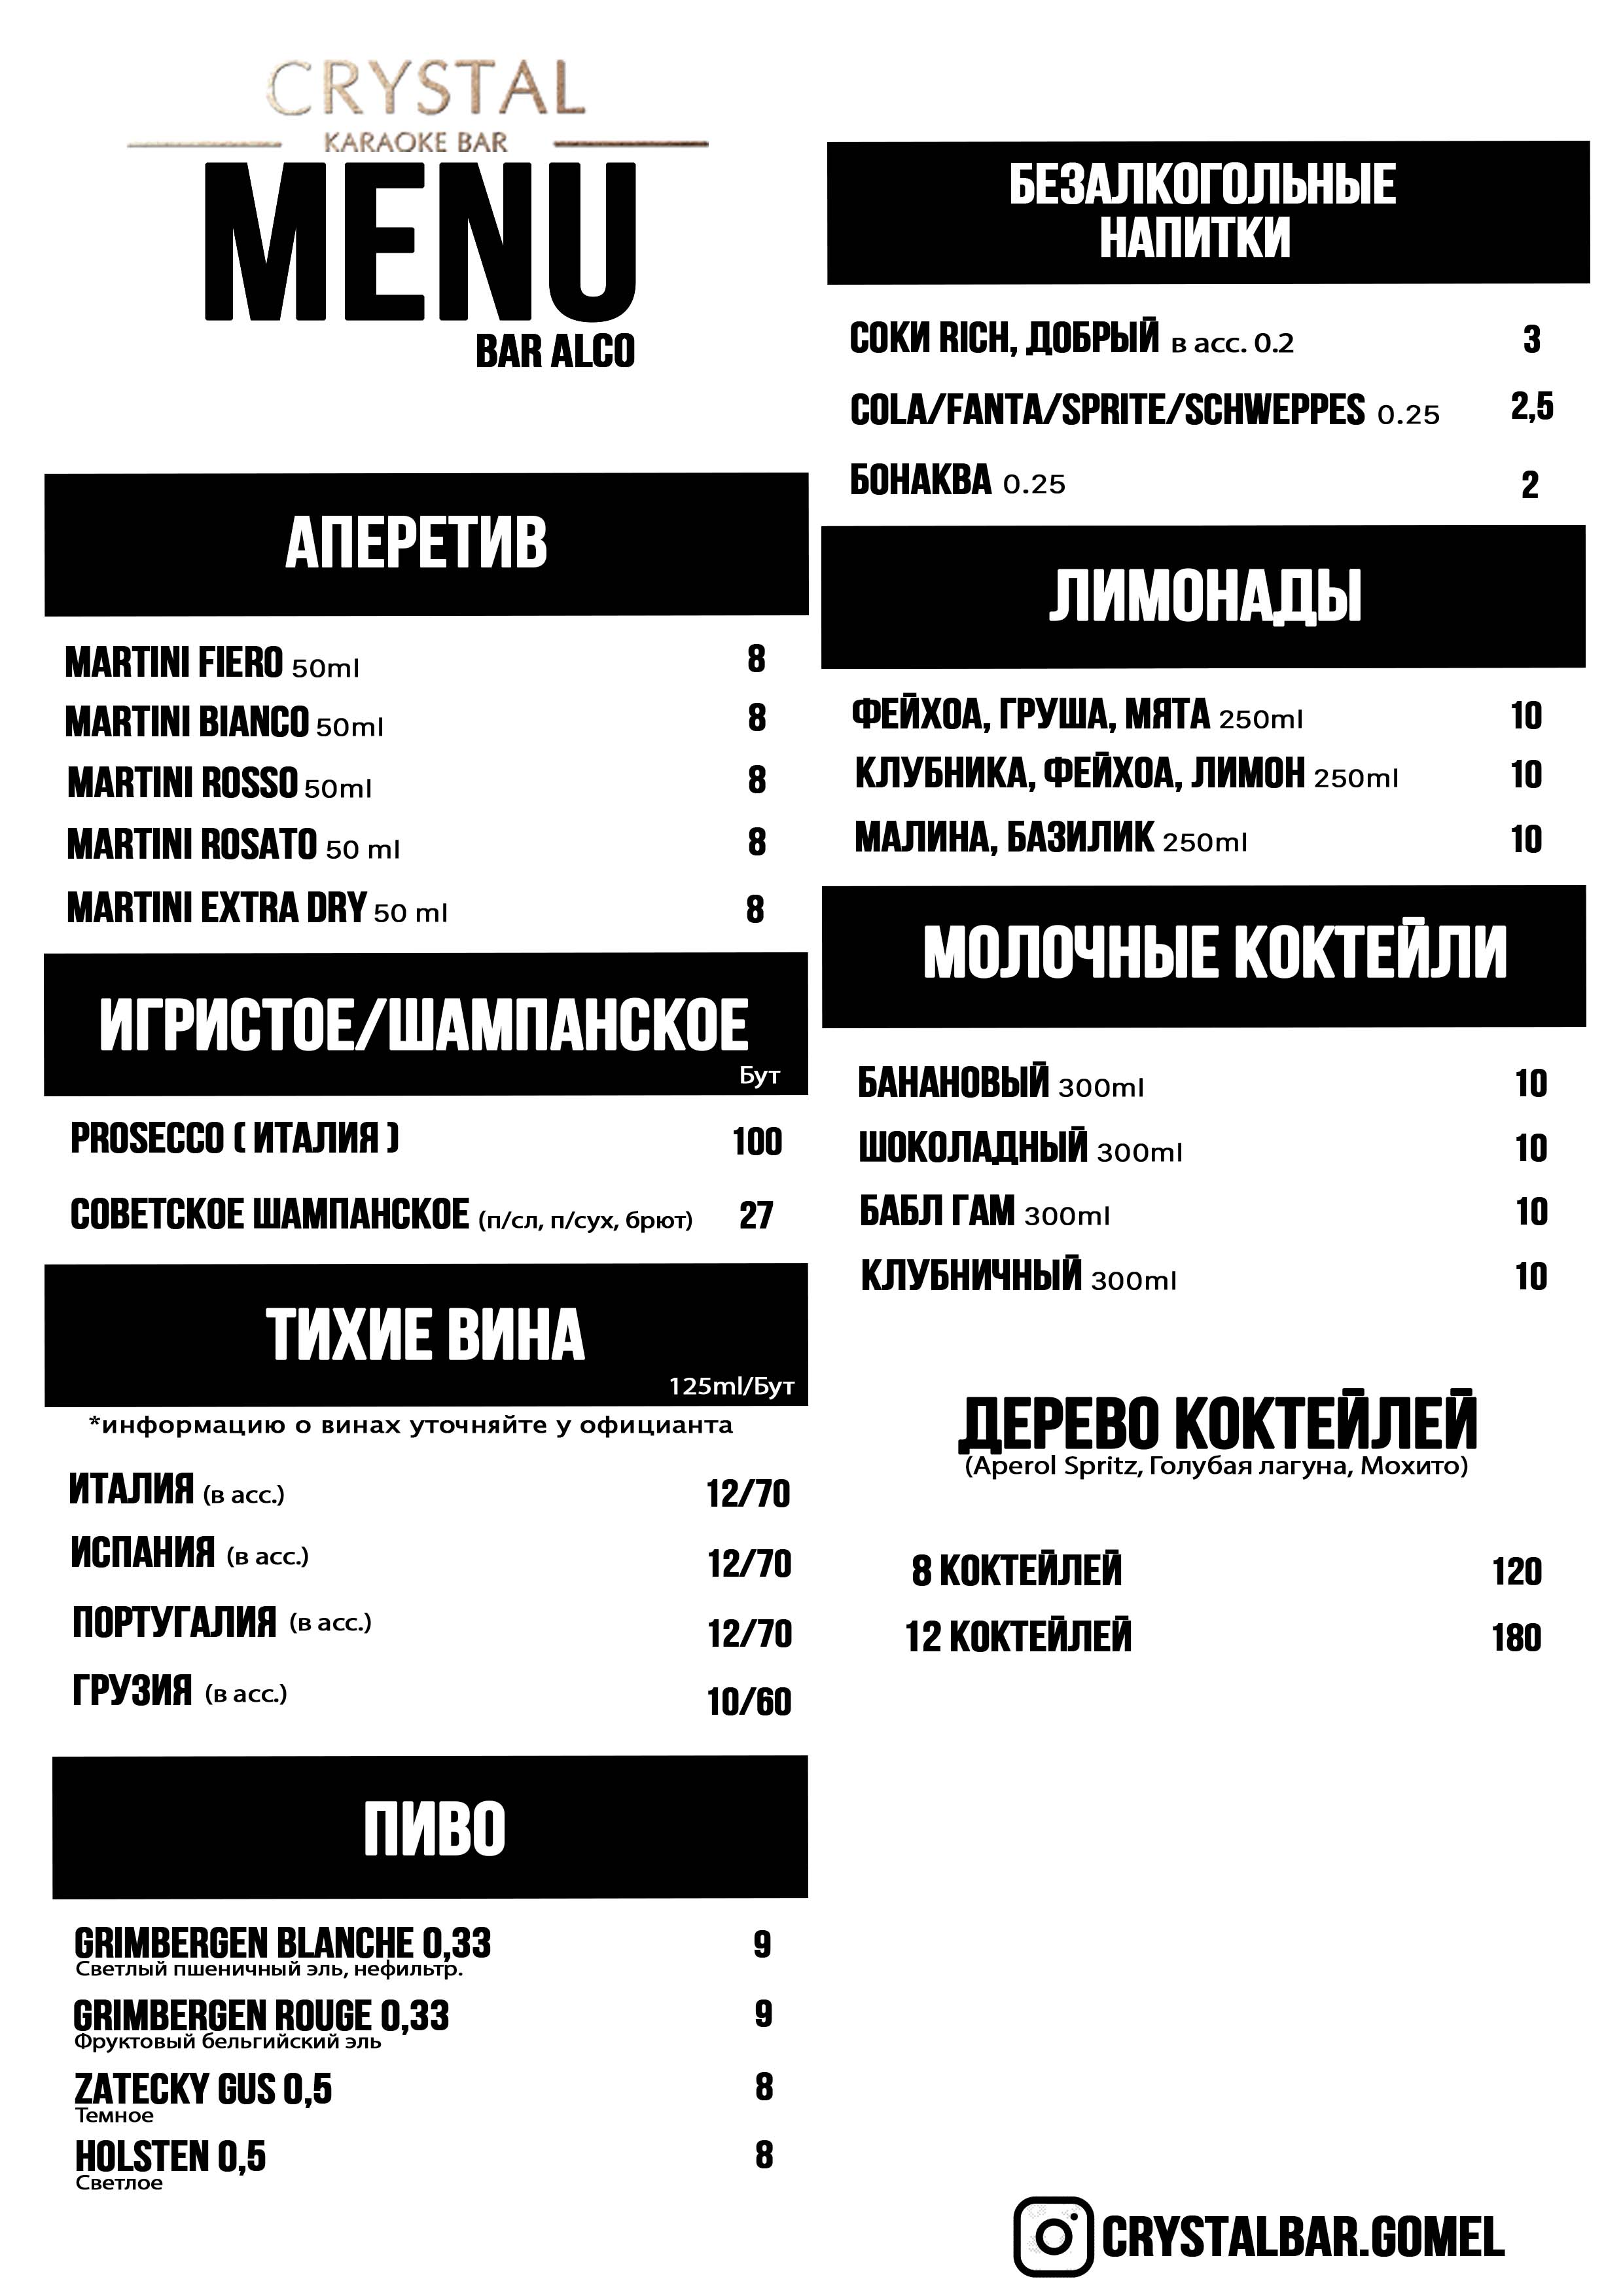 CRYSTAL
KARAOKE BAR
MENU
BAR ALCO
АПЕРЕТИВ
MARTINI FIERO 50ml 8
MARTINI BIANCO 50ml 8
MARTINI ROSSO 50ml 8
MARTINI ROSATO 50 ml 8
MARTINI EXTRA DRY 50 ml 8
ИГРИСТОЕ/ШАМПАНСКОЕ
Бут
PROSECCO ( ИТАЛИЯ ) 100
СОВЕТСКОЕ ШАМПАНСКОЕ (п/сл, п/сух, брют) 27
ТИХИЕ ВИНА
125ml/Бут
*информацию о винах уточняйте у официанта
ИТАЛИЯ (в асс.) 12/70
ИСПАНИЯ (в асс.) 12/70
ПОРТУГАЛИЯ (в асс.) 12/70
ГРУЗИЯ (в асс.) 10/60
ПИВО
GRIMBERGEN BLANCHE 0,33 9
Светлый пшеничный эль, нефильтр.
GRIMBERGEN ROUGE 0,33 9
Фруктовый бельгийский эль
ZATECKY GUS 0,5 8
Темное
HOLSTEN 0,5 8
Светлое
БЕЗАЛКОГОЛЬНЫЕ
НАПИТКИ
СОКИ RICH, ДОБРЫЙ в асс. 0.2 3
COLA/FANTA/SPRITE/SCHWEPPES 0.25 2,5
БОНАКВА 0.25 2
ЛИМОНАДЫ
ФЕЙХОА, ГРУША, МЯТА 250ml 10
КЛУБНИКА, ФЕЙХОА, ЛИМОН 250ml 10
МАЛИНА, БАЗИЛИК 250ml 10
МОЛОЧНЫЕ КОКТЕЙЛИ
БАНАНОВЫЙ 300ml 10
ШОКОЛАДНЫЙ 300ml 10
БАБЛ ГАМ 300ml 10
КЛУБНИЧНЫЙ 300ml 10
ДЕРЕВО КОКТЕЙЛЕЙ
(Aperol Spritz, Голубая лагуна, Мохито)
8 КОКТЕЙЛЕЙ 120
12 КОКТЕЙЛЕЙ 180
CRYSTALBAR.GOMEL